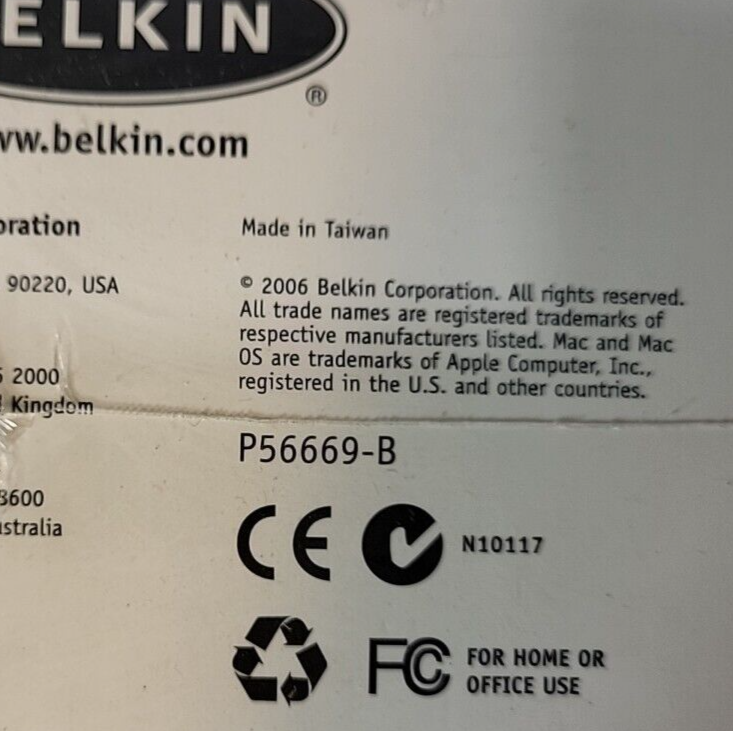 ELKIN
®
w.belkin.com
oration
Made in Taiwan
90220, USA
© 2006 Belkin Corporation. All rights reserved.
All trade names are registered trademarks of
respective manufacturers listed. Mac and Mac
OS are trademarks of Apple Computer, Inc.,
registered in the U.S. and other countries.
2000
Kingdom
P56669-B
3600
stralia
CE
N10117
FC
FOR HOME OR
OFFICE USE